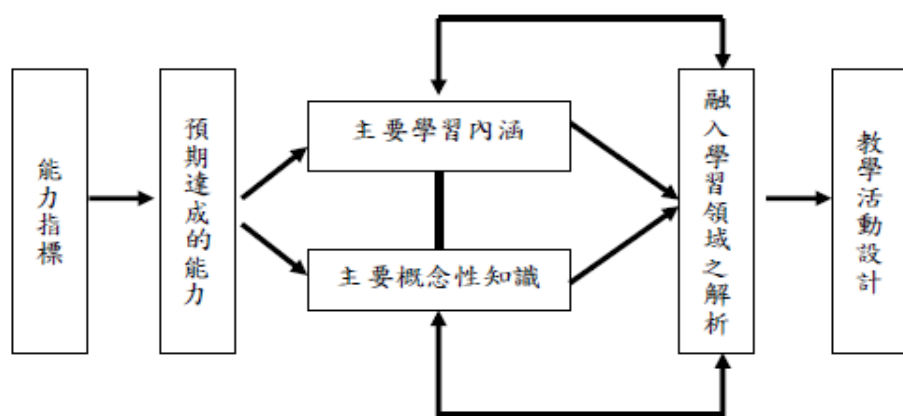 能力指標
預期達成的能力
主要學習內涵
主要概念性知識
融入學習領域之解析
教學活動設計